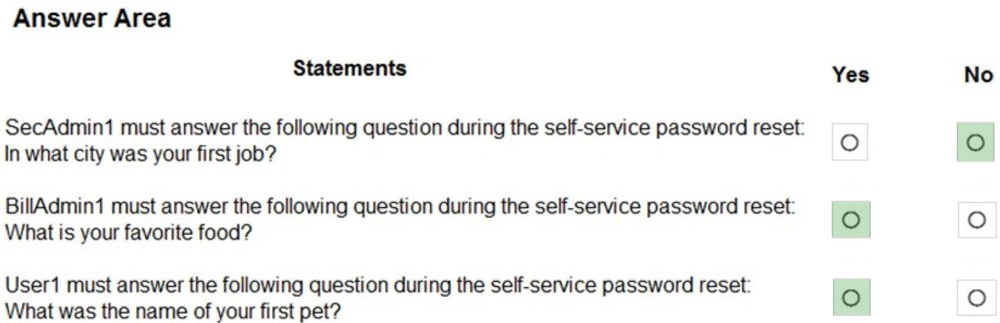 Answer Area
Statements Yes No
SecAdmin1 must answer the following question during the self-service password reset:
In what city was your first job?
BillAdmin1 must answer the following question during the self-service password reset:
What is your favorite food?
User1 must answer the following question during the self-service password reset:
What was the name of your first pet?